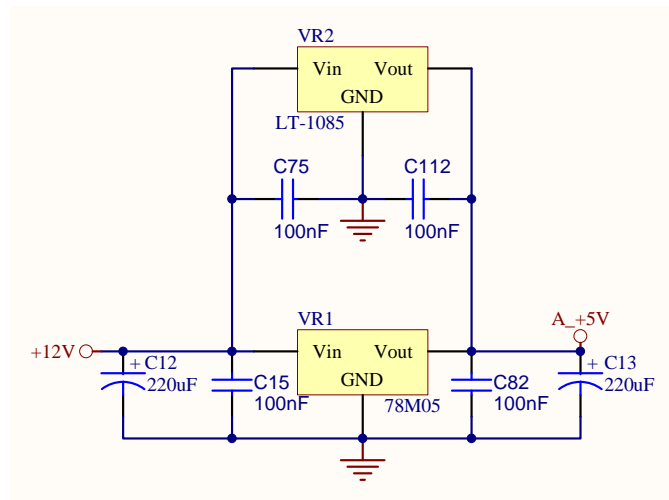 VR2
Vin Vout
GND
LT-1085
C75 C112
100nF 100nF
VR1 A_+5V
+12V Vin Vout
+ C12 C15 GND C82 + C13
220uF 100nF 78M05 100nF 220uF